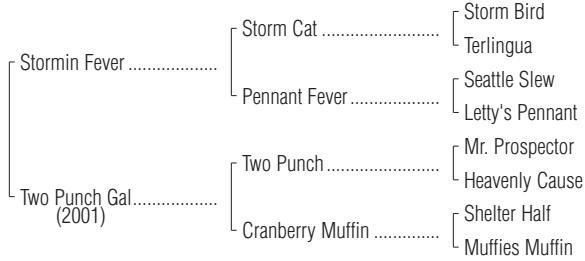 Storm Bird
Storm Cat ........................
Terlingua
Stormin Fever ..................
Seattle Slew
Pennant Fever ..................
Letty's Pennant
Mr. Prospector
Two Punch .......................
Heavenly Cause
Two Punch Gal.................
(2001)
Shelter Half
Cranberry Muffin .............
Muffies Muffin